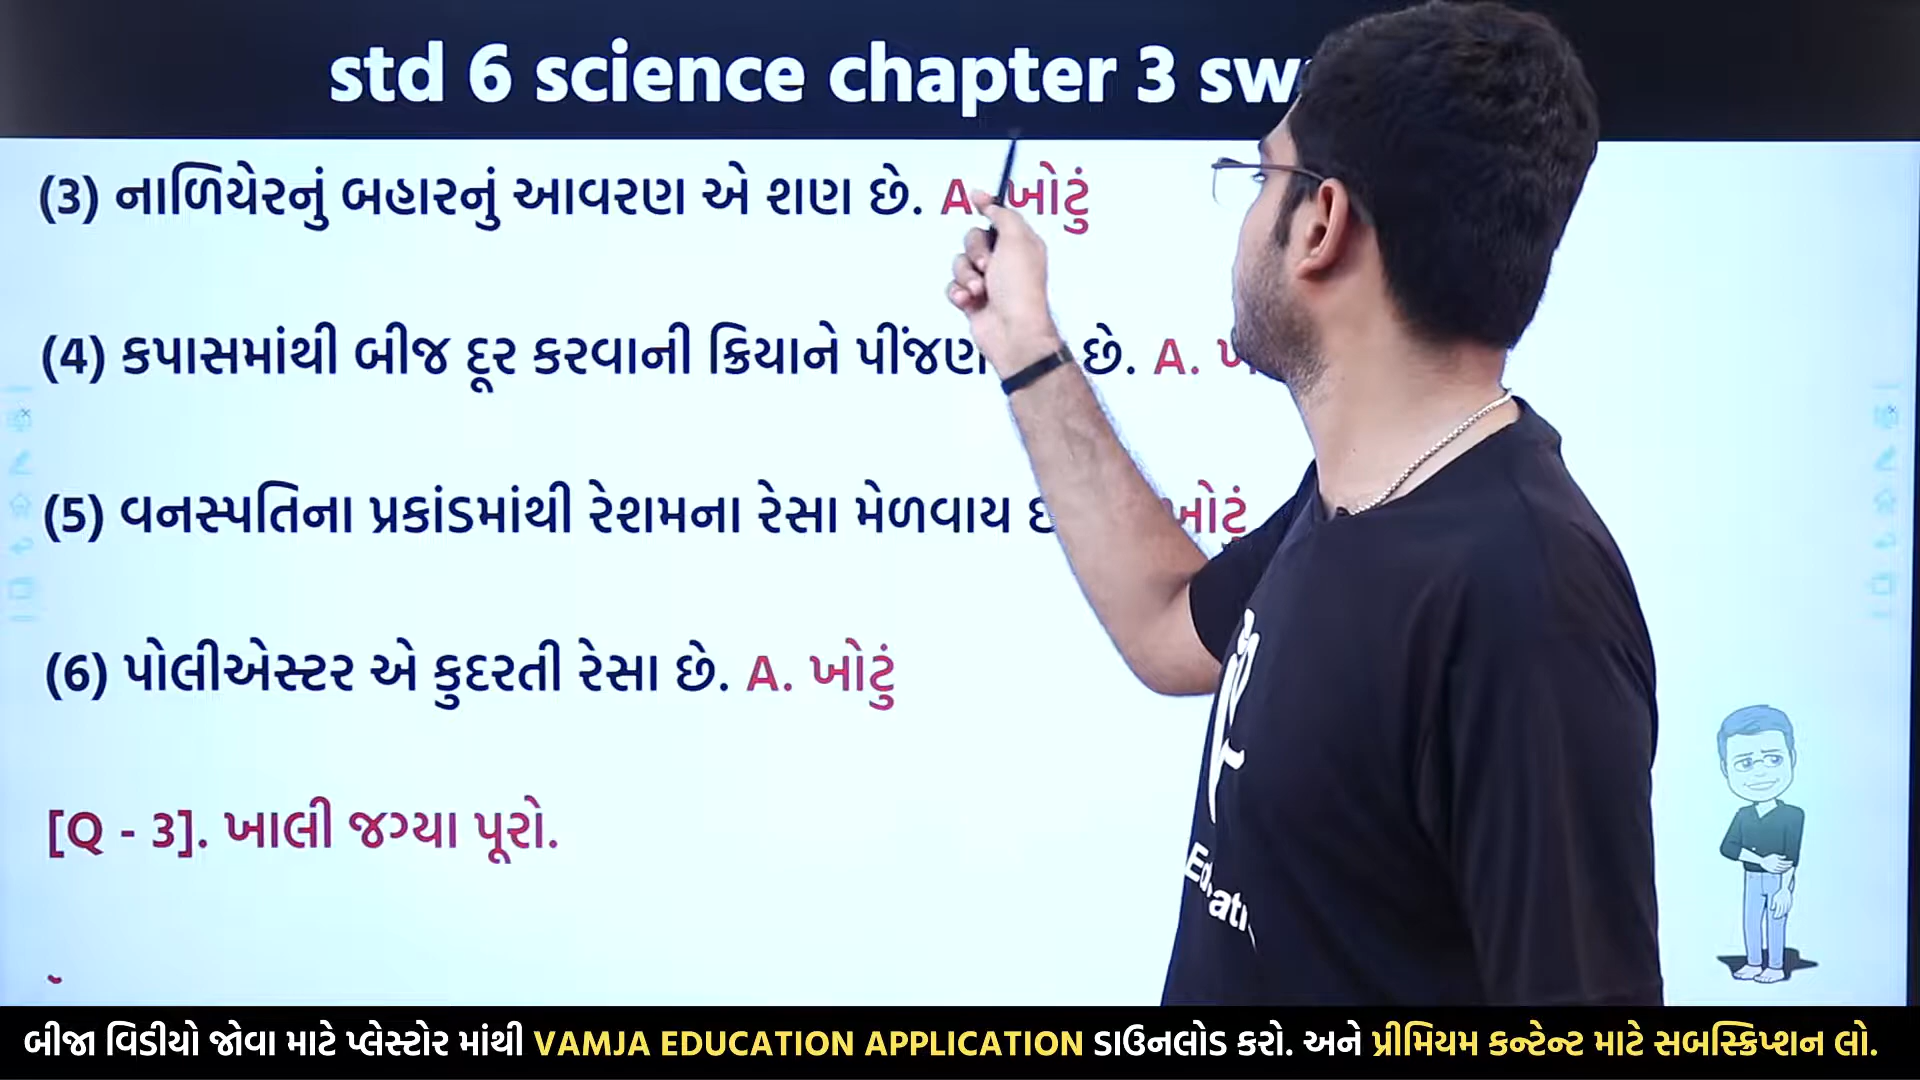 std 6 science chapter 3
(3) નાળિયેરનું બહારનું આવરણ એ શણ છે. A. ખોટું
(4) કપાસમાંથી બીજ દૂર કરવાની ક્રિયાને પીંજણ છે. A.
(5) વનસ્પતિના પ્રકાંડમાંથી રેશમના રેસા મેળવાય ખોટું
(6) પોલીએસ્ટર એ કુદરતી રેસા છે. A. ખોટું
[Q - 3]. ખાલી જગ્યા પૂરો.
બીજા વિડીયો જોવા માટે પ્લેસ્ટોર માંથી VAMJA EDUCATION APPLICATION ડાઉનલોડ કરો. અને પ્રીમિયમ કન્ટેન્ટ માટે સબસ્ક્રિપ્શન લો.